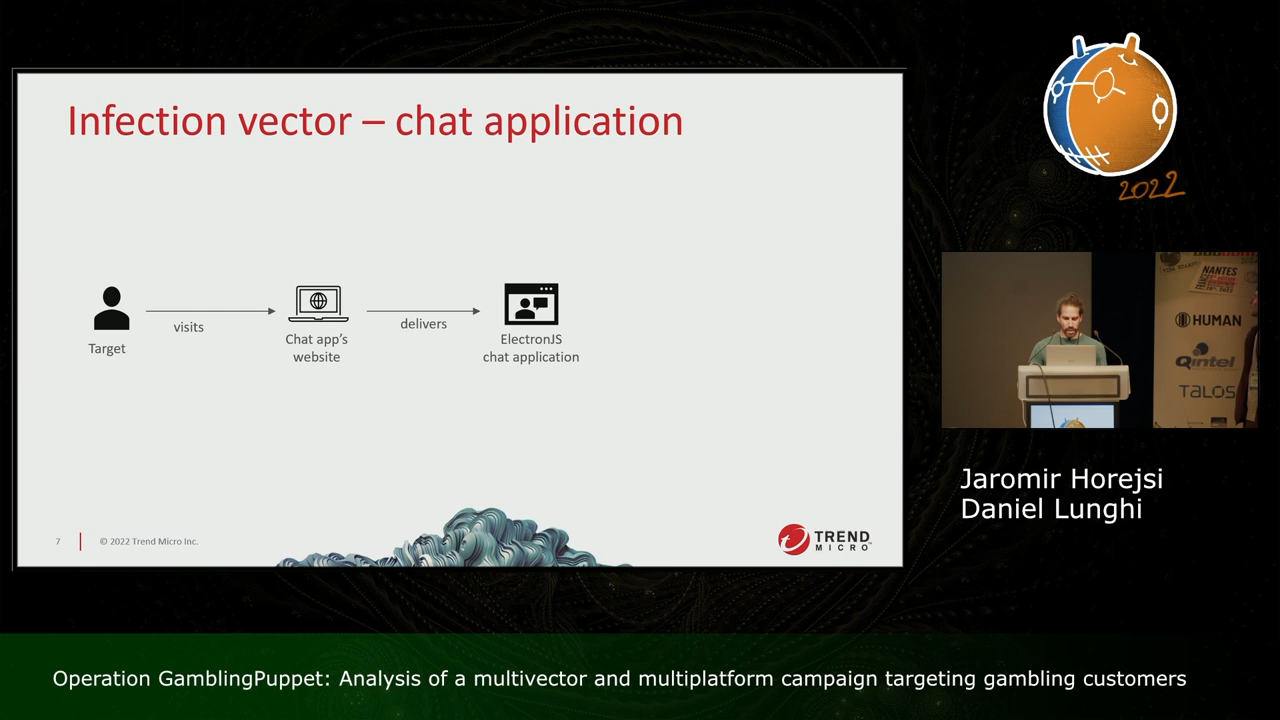 Infection vector – chat application
visits
delivers
Target
Chat app's
website
ElectronJS
chat application
7
© 2022 Trend Micro Inc.
TREND
MICRO
2022
NANTES
HUMAN
Qintel
TALOS
Jaromir Horejsi
Daniel Lunghi
Operation GamblingPuppet: Analysis of a multivector and multiplatform campaign targeting gambling customers